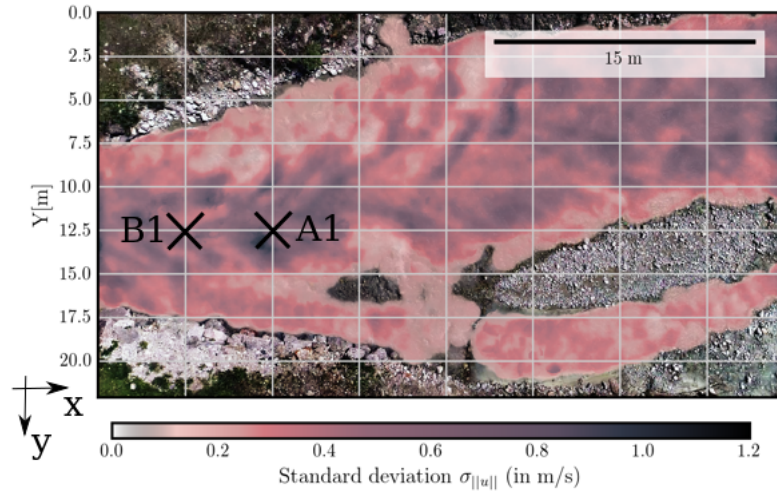 0.0
2.5
5.0
7.5
10.0
12.5
15.0
17.5
20.0
Y[m]
15 m
B1
A1
x
y
0.0 0.2 0.4 0.6 0.8 1.0 1.2
Standard deviation σ||u|| (in m/s)